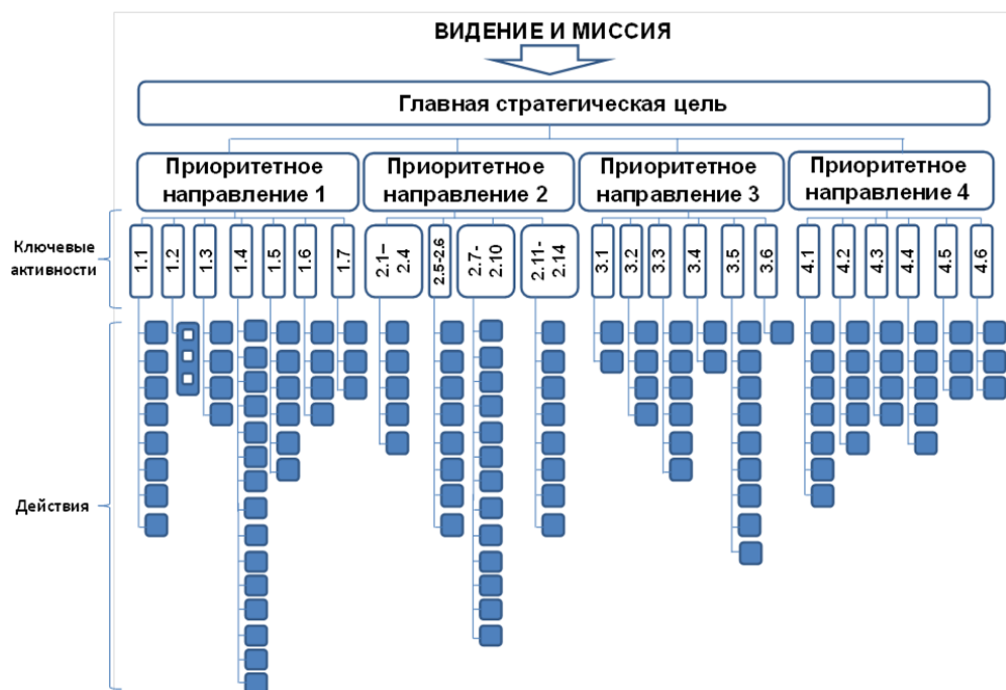 ВИДЕНИЕ И МИССИЯ
Главная стратегическая цель
Приоритетное
направление 1
Приоритетное
направление 2
Приоритетное
направление 3
Приоритетное
направление 4
Ключевые
активности
1.1
1.2
1.3
1.4
1.5
1.6
1.7
2.1–
2.4
2.5-2.6
2.7-
2.10
2.11-
2.14
3.1
3.2
3.3
3.4
3.5
3.6
4.1
4.2
4.3
4.4
4.5
4.6
Действия